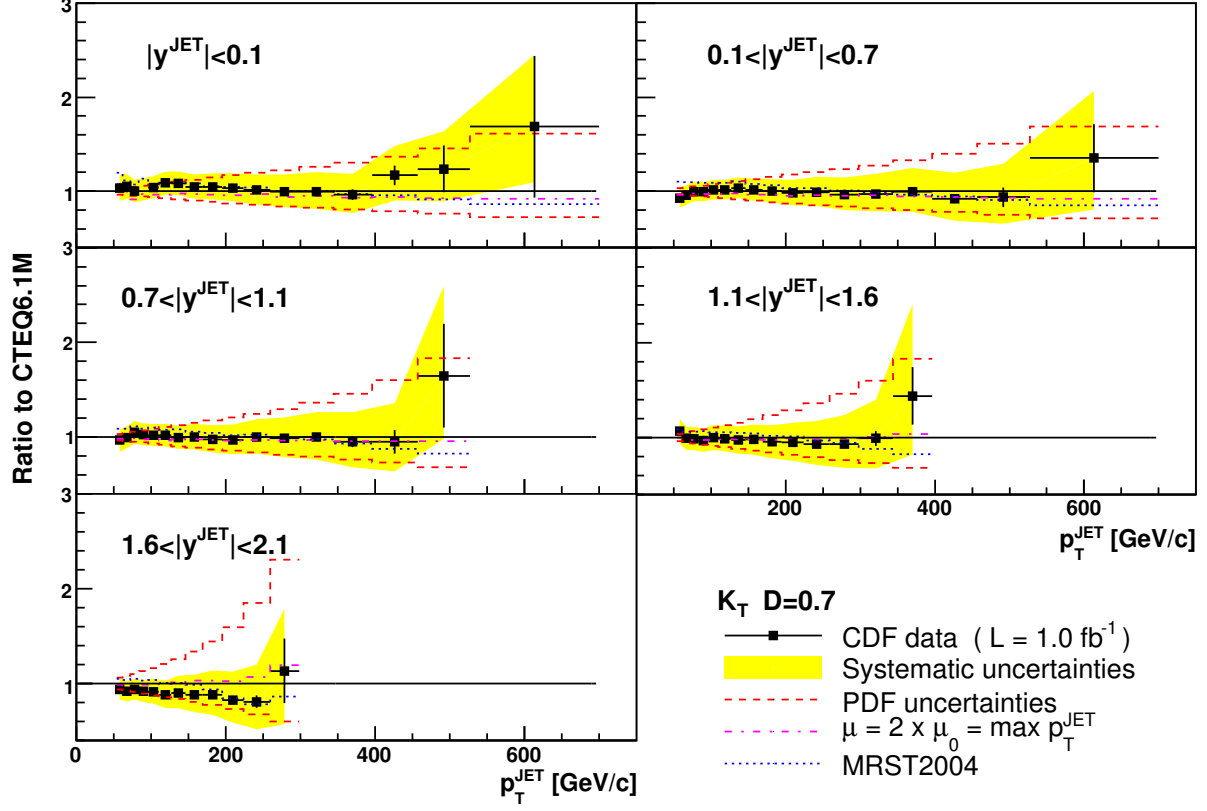 3
|y^JET|<0.1
0.1<|y^JET|<0.7
2
1
3
0.7<|y^JET|<1.1
1.1<|y^JET|<1.6
2
1
Ratio to CTEQ6.1M
3
200 400 600
p_T^JET [GeV/c]
1.6<|y^JET|<2.1
2
1
0 200 400 600
p_T^JET [GeV/c]
K_T D=0.7
CDF data ( L = 1.0 fb^-1)
Systematic uncertainties
PDF uncertainties
μ = 2 x μ_0 = max p_T^JET
MRST2004